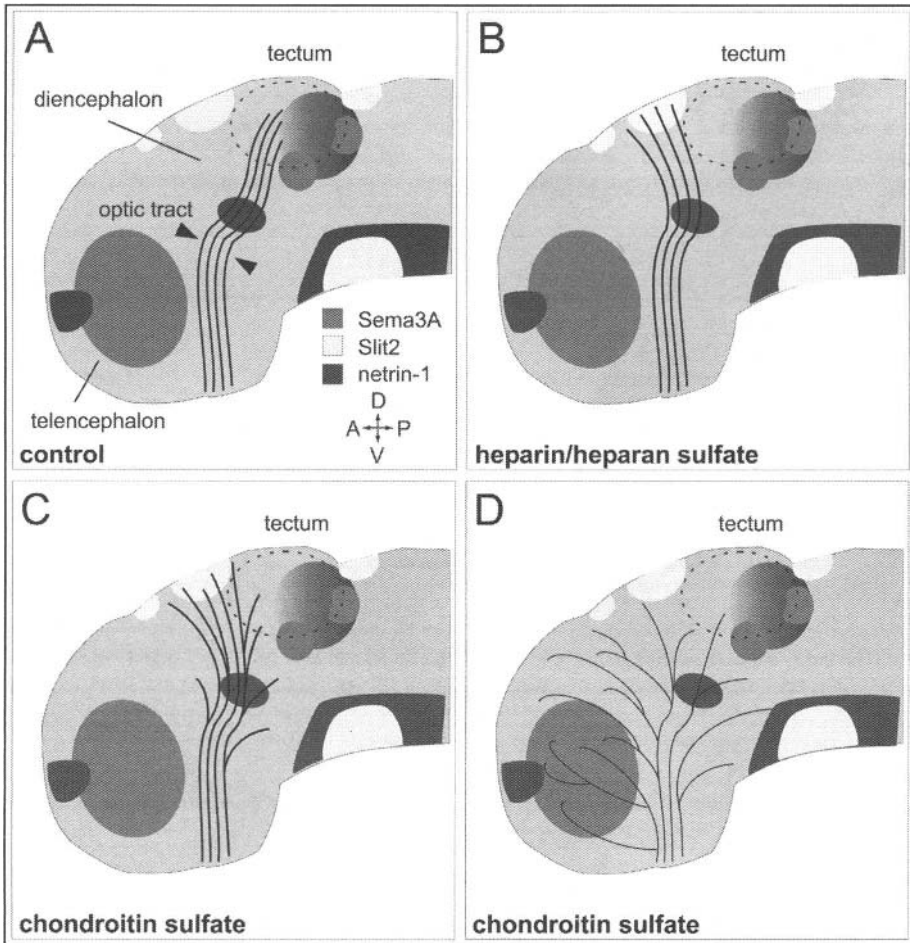 A
tectum
diencephalon
optic tract
Sema3A
Slit2
netrin-1
D
A P
V
telencephalon
control
B
tectum
heparin/heparan sulfate
C
tectum
chondroitin sulfate
D
tectum
chondroitin sulfate